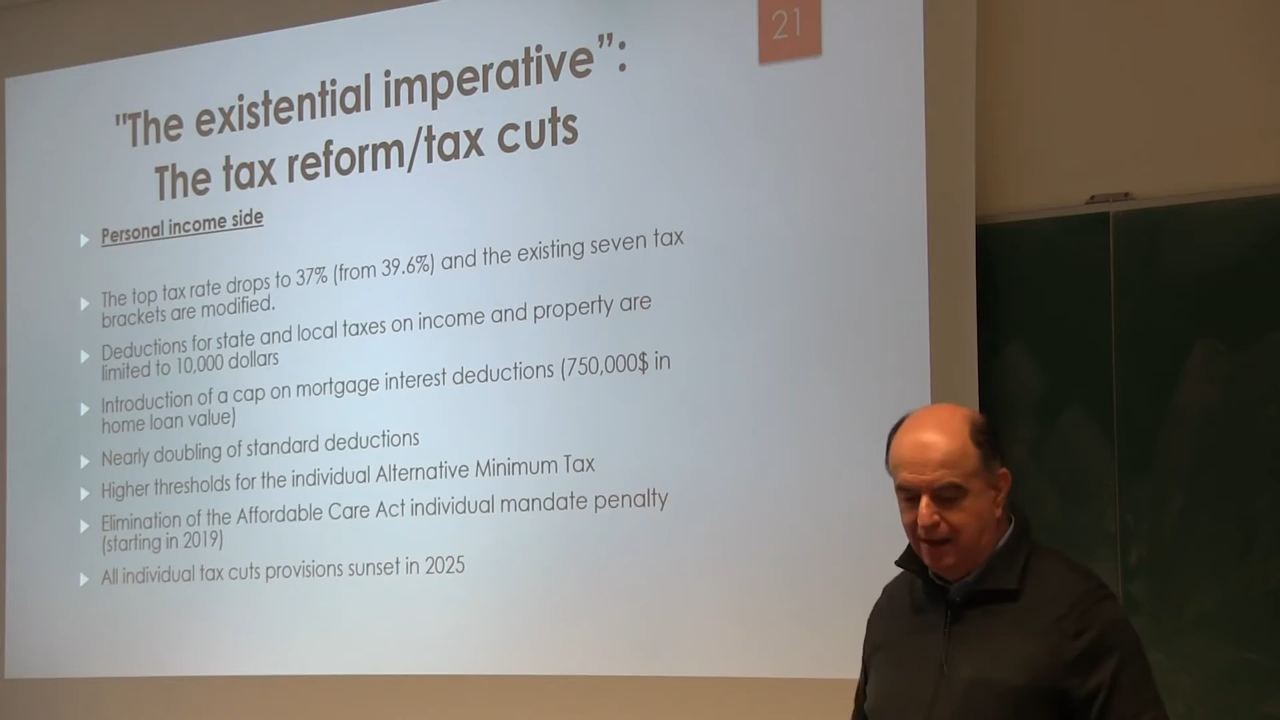 21
"The existential imperative”:
The tax reform/tax cuts
Personal income side
The top tax rate drops to 37% (from 39.6%) and the existing seven tax
brackets are modified.
Deductions for state and local taxes on income and property are
limited to 10,000 dollars
Introduction of a cap on mortgage interest deductions (750,000$ in
home loan value)
Nearly doubling of standard deductions
Higher thresholds for the individual Alternative Minimum Tax
Elimination of the Affordable Care Act individual mandate penalty
(starting in 2019)
All individual tax cuts provisions sunset in 2025